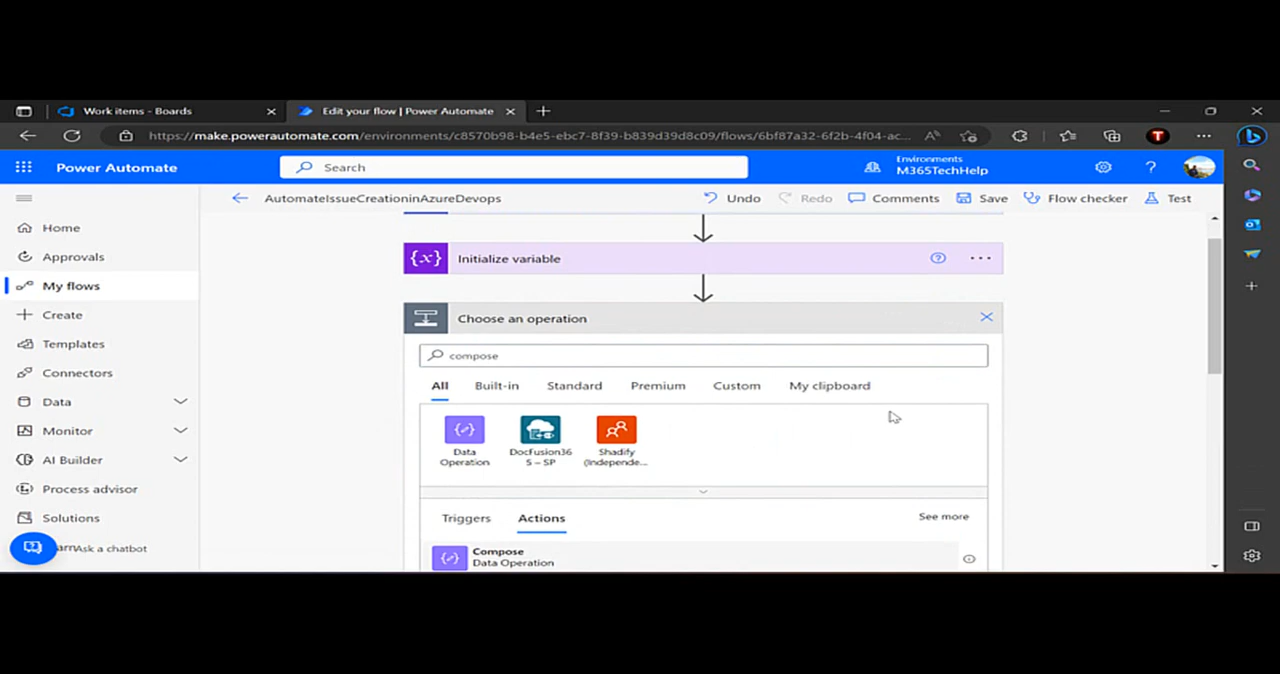 Work items - Boards
Edit your flow | Power Automate
https://make.powerautomate.com/environments/c8570b98-b4e5-ebc7-8f39-b839d39d8c09/flows/6bf87a32-6f2b-4f04-ac...
Power Automate
Search
Environments
M365TechHelp
AutomateIssueCreationinAzureDevops
Undo
Redo
Comments
Save
Flow checker
Test
Home
Approvals
My flows
Create
Templates
Connectors
Data
Monitor
AI Builder
Process advisor
Solutions
arn
Ask a chatbot
{x} Initialize variable
Choose an operation
compose
All
Built-in
Standard
Premium
Custom
My clipboard
Data
Operation
DocFusion36
5 – SP
Shadify
(Independe...
Triggers
Actions
See more
Compose
Data Operation